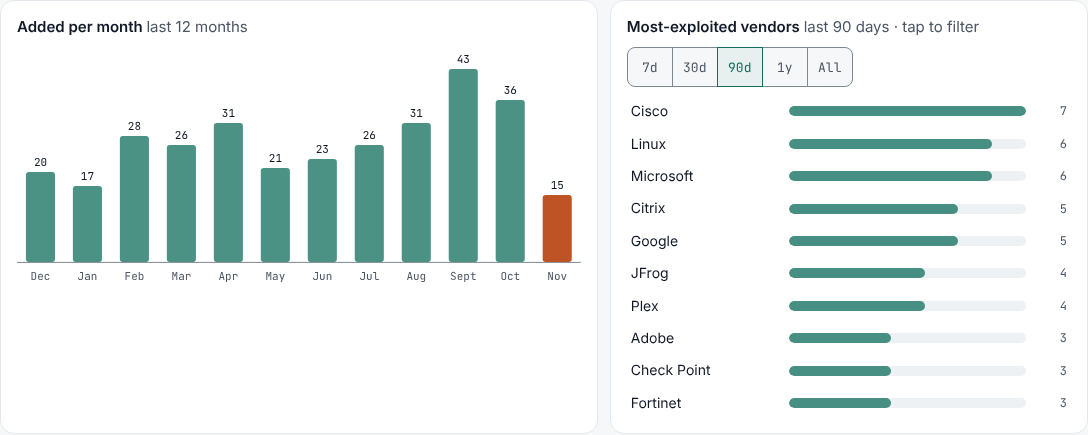 Added per month last 12 months
43
36
31
31
28
26
26
23
21
20
17
15
Dec Jan Feb Mar Apr May Jun Jul Aug Sept Oct Nov
Most-exploited vendors last 90 days · tap to filter
7d 30d 90d 1y All
Cisco 7
Linux 6
Microsoft 6
Citrix 5
Google 5
JFrog 4
Plex 4
Adobe 3
Check Point 3
Fortinet 3